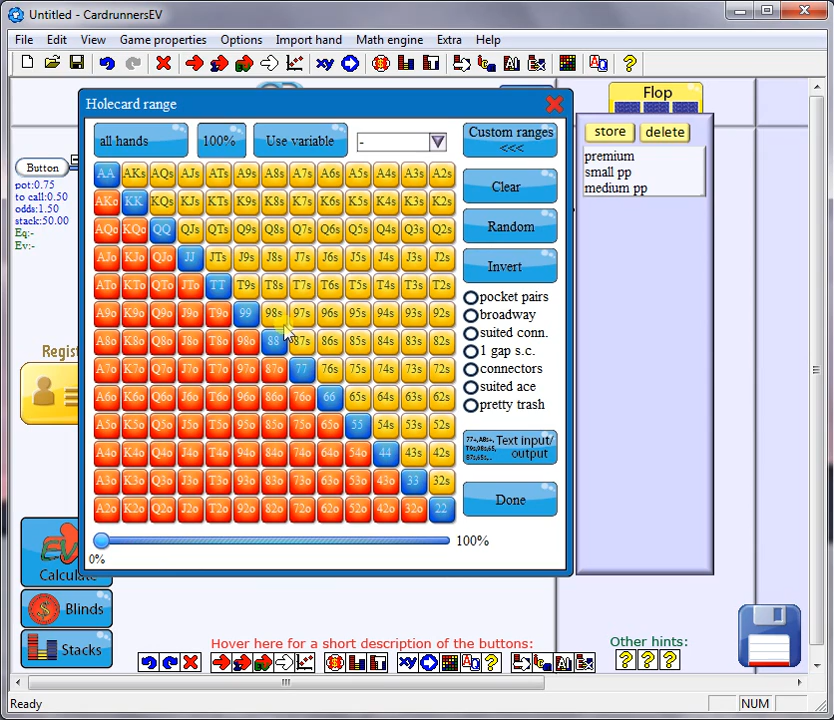 Untitled - CardrunnersEV
File Edit View Game properties Options Import hand Math engine Extra Help
Flop
Holecard range
all hands 100% Use variable - Custom ranges
<<<
store delete
premium
small pp
medium pp
Button
pot:0.75
to call:0.50
odds:1.50
stack:50.00
Eq:-
Ev:-
AA AKs AQs AJs ATs A9s A8s A7s A6s A5s A4s A3s A2s
AKo KK KQs KJs KTs K9s K8s K7s K6s K5s K4s K3s K2s
AQo KQo QQ QJs QTs Q9s Q8s Q7s Q6s Q5s Q4s Q3s Q2s
AJo KJo QJo JJ JTs J9s J8s J7s J6s J5s J4s J3s J2s
ATo KTo QTo JTo TT T9s T8s T7s T6s T5s T4s T3s T2s
A9o K9o Q9o J9o T9o 99 98s 97s 96s 95s 94s 93s 92s
A8o K8o Q8o J8o T8o 98o 88 87s 86s 85s 84s 83s 82s
A7o K7o Q7o J7o T7o 97o 87o 77 76s 75s 74s 73s 72s
A6o K6o Q6o J6o T6o 96o 86o 76o 66 65s 64s 63s 62s
A5o K5o Q5o J5o T5o 95o 85o 75o 65o 55 54s 53s 52s
A4o K4o Q4o J4o T4o 94o 84o 74o 64o 54o 44 43s 42s
A3o K3o Q3o J3o T3o 93o 83o 73o 63o 53o 43o 33 32s
A2o K2o Q2o J2o T2o 92o 82o 72o 62o 52o 42o 32o 22
Clear
Random
Invert
pocket pairs
broadway
suited conn.
1 gap s.c.
connectors
suited ace
pretty trash
Text input/
output
Done
0% 100%
Regist
Calculate
Blinds
Stacks
Hover here for a short description of the buttons:
Other hints:
Ready NUM